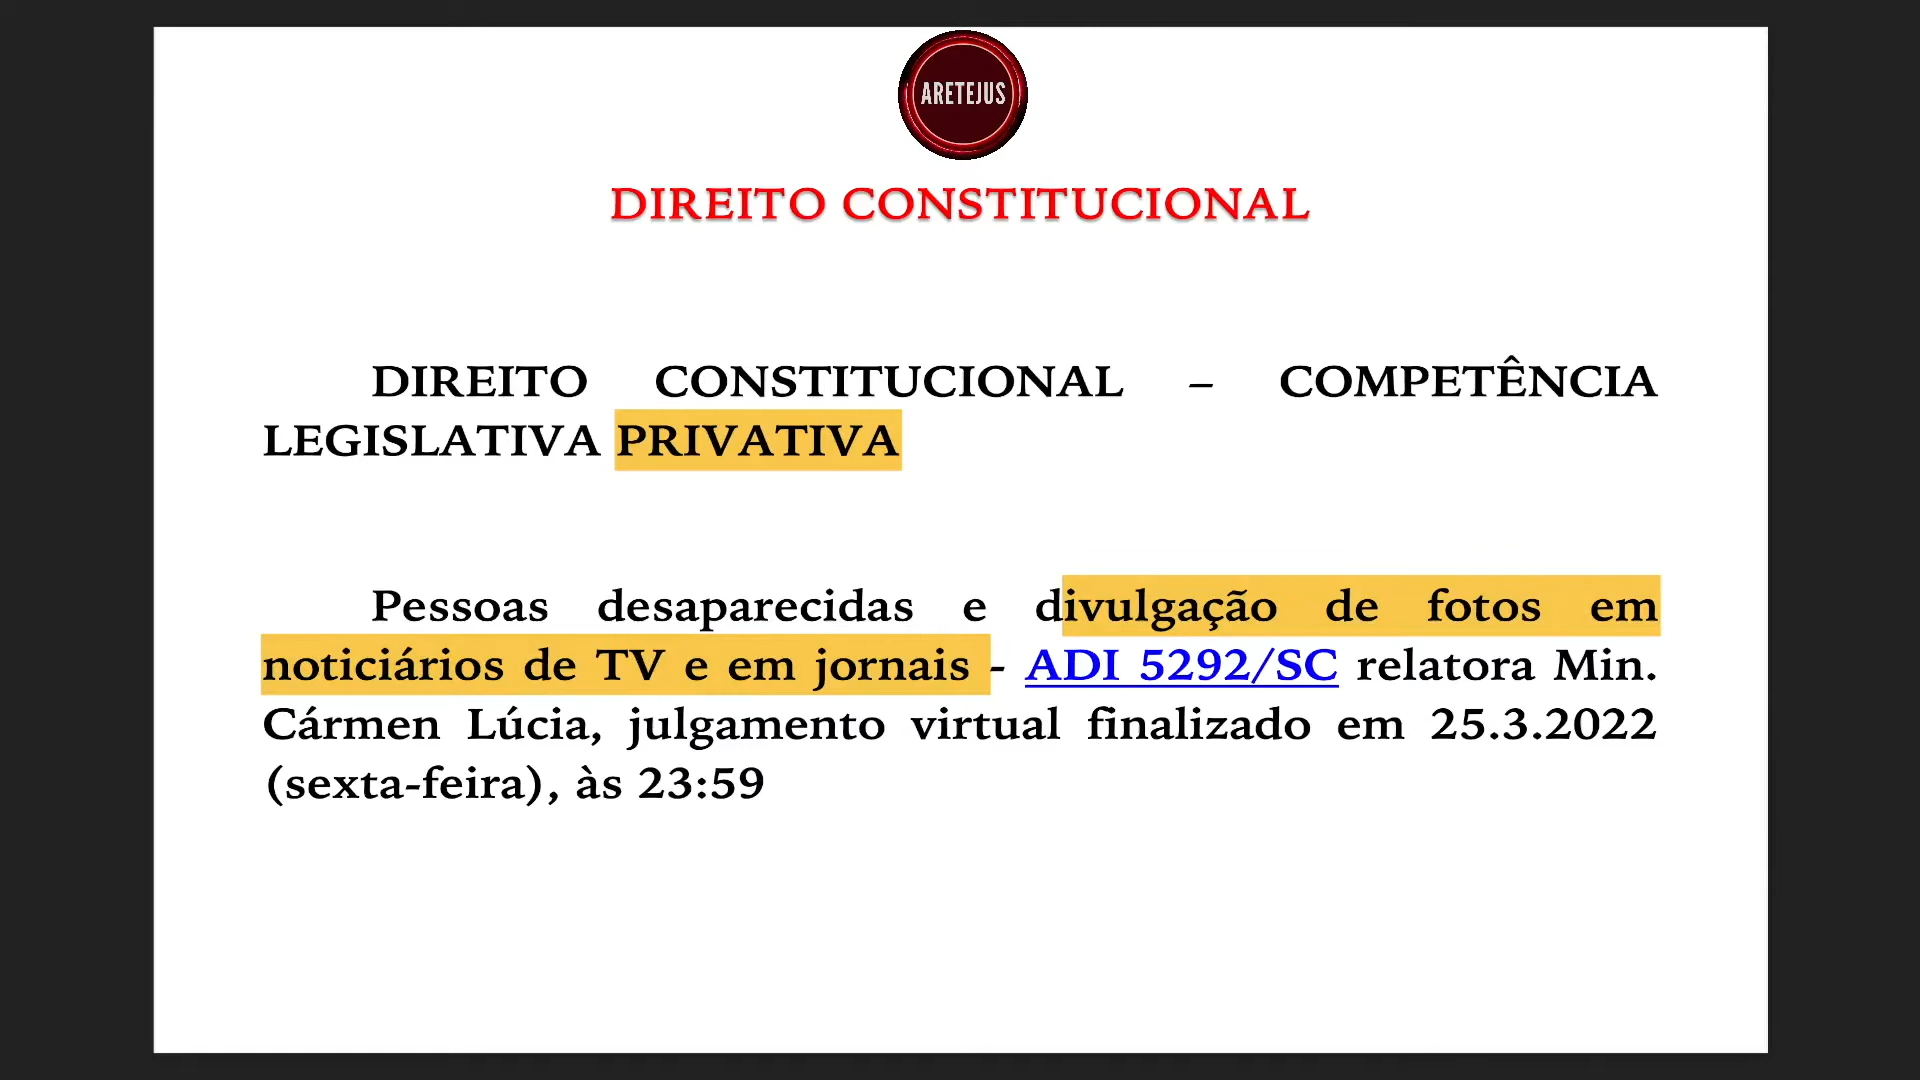 ARETEJUS
DIREITO CONSTITUCIONAL
DIREITO CONSTITUCIONAL – COMPETÊNCIA
LEGISLATIVA PRIVATIVA
Pessoas desaparecidas e divulgação de fotos em
noticiários de TV e em jornais - ADI 5292/SC relatora Min.
Cármen Lúcia, julgamento virtual finalizado em 25.3.2022
(sexta-feira), às 23:59